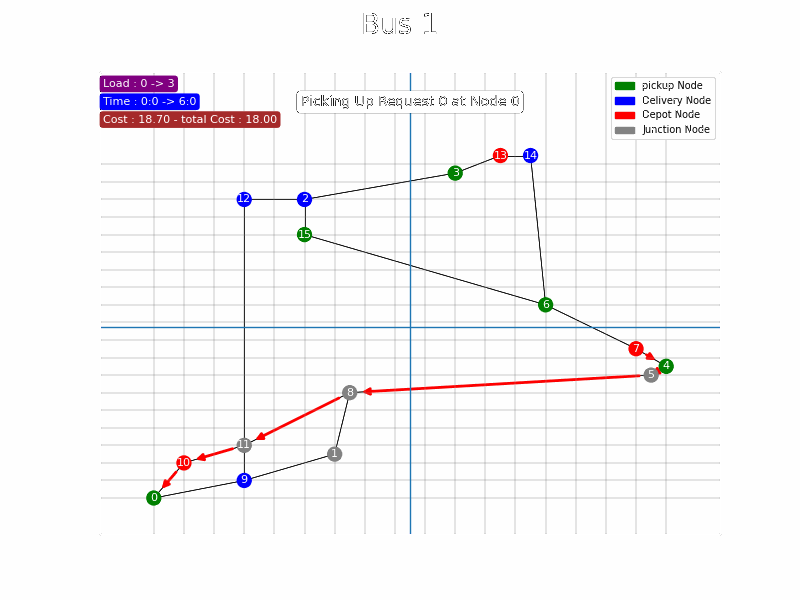 Bus 1
Load : 0 -> 3
Time : 0:0 -> 6:0
Cost : 18.70 - total Cost : 18.00
Picking Up Request 0 at Node 0
pickup Node
Delivery Node
Depot Node
Junction Node
13
14
3
12
2
15
6
7
4
5
8
11
1
10
9
0